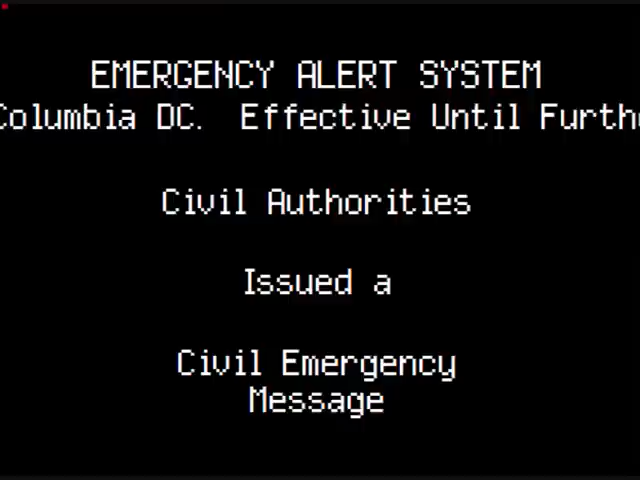 EMERGENCY ALERT SYSTEM
Columbia DC. Effective Until Furthe
Civil Authorities
Issued a
Civil Emergency
Message